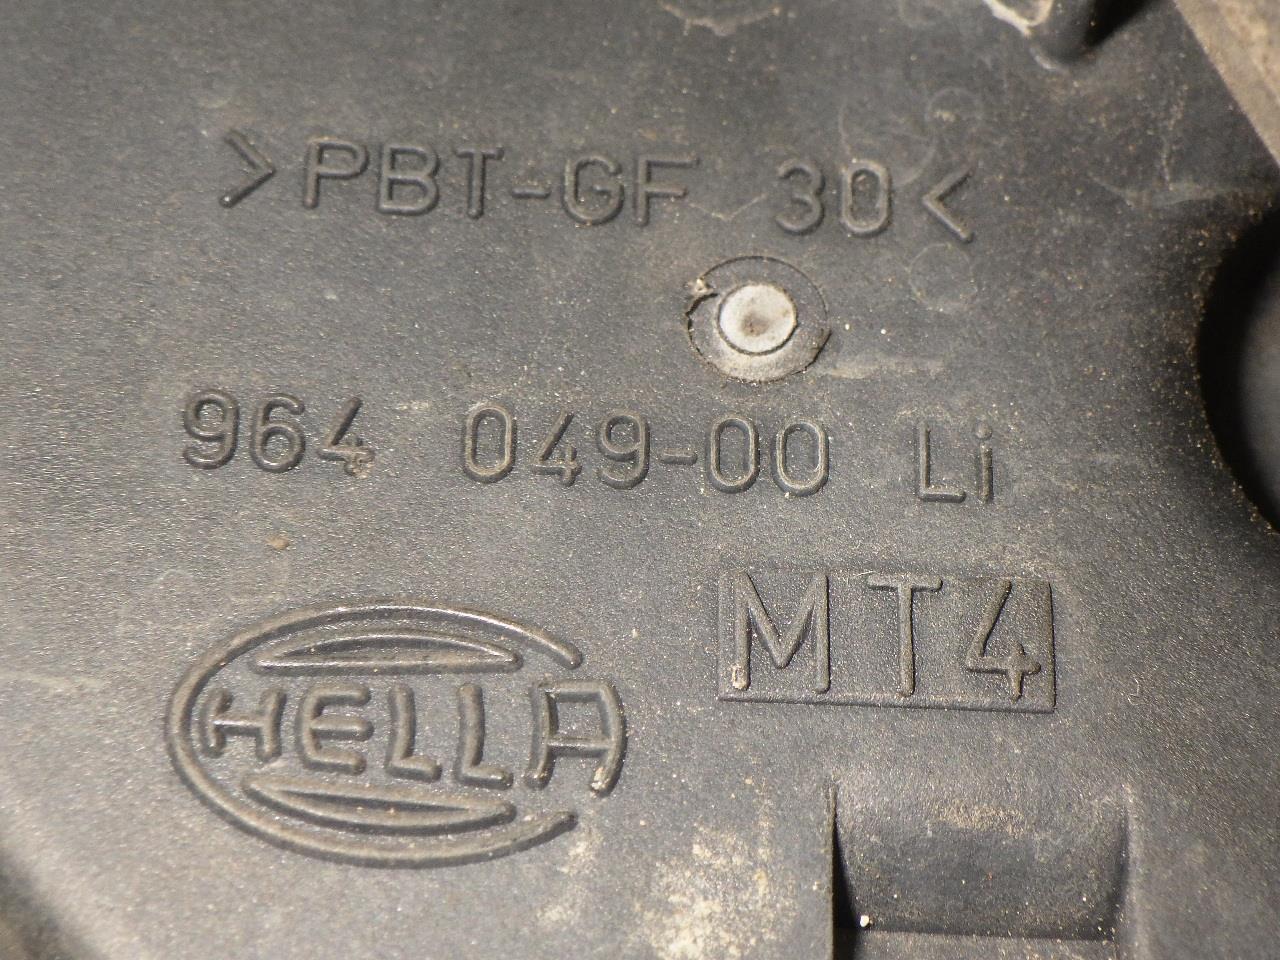 >PBT-GF 30<
964 049-00 Li
MT4
HELLA